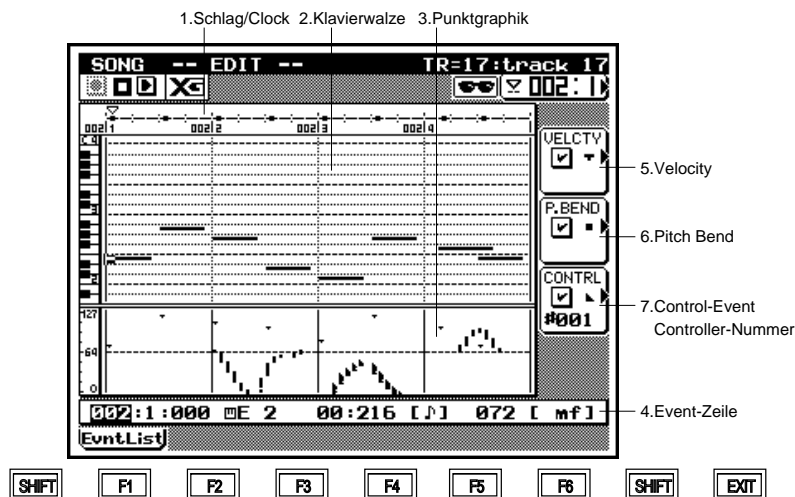 1.Schlag/Clock 2.Klavierwalze 3.Punktgraphik
SONG -- EDIT -- TR=17:track 17
XG 002:1
002|1 002|2 002|3 002|4
C4
3
2
VELCTY
5.Velocity
P.BEND
6.Pitch Bend
CONTRL
#001
7.Control-Event
Controller-Nummer
127
64
0
002:1:000 E 2 00:216 [♪] 072 [ mf]
4.Event-Zeile
EvntList
SHIFT F1 F2 F3 F4 F5 F6 SHIFT EXIT